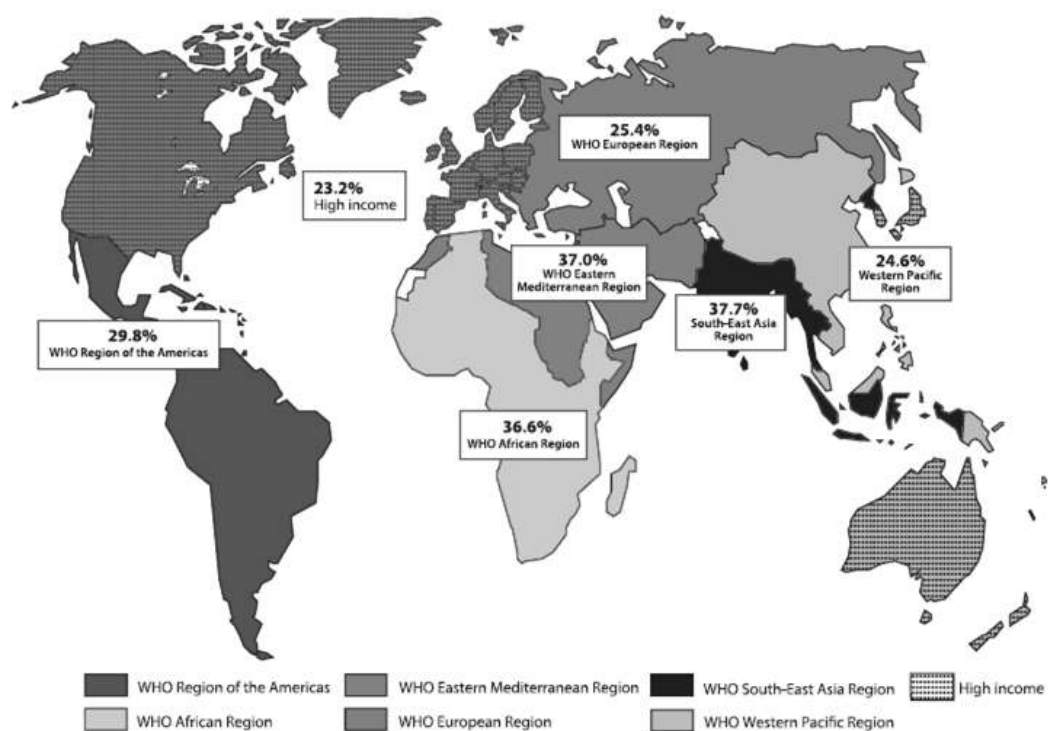 25.4%
WHO European Region
23.2%
High income
37.0%
WHO Eastern
Mediterranean Region
24.6%
Western Pacific
Region
37.7%
South-East Asia
Region
29.8%
WHO Region of the Americas
36.6%
WHO African Region
WHO Region of the Americas
WHO Eastern Mediterranean Region
WHO South-East Asia Region
High income
WHO African Region
WHO European Region
WHO Western Pacific Region